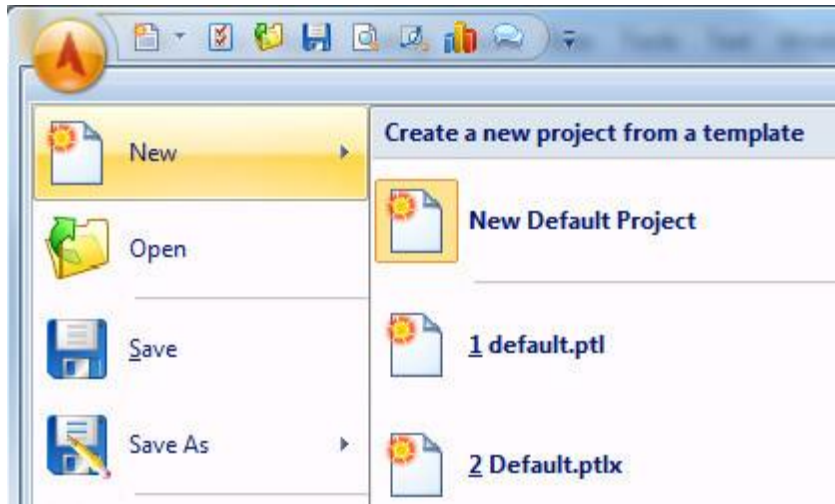 New
Open
Save
Save As
Create a new project from a template
New Default Project
1 default.ptl
2 Default.ptlx